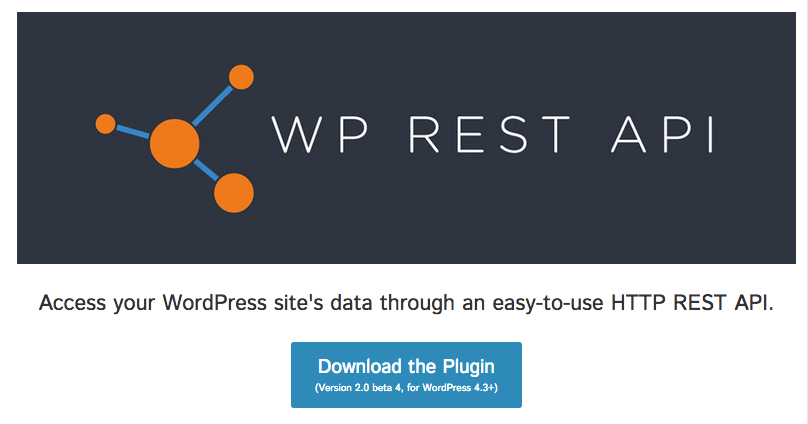 WP REST API
Access your WordPress site's data through an easy-to-use HTTP REST API.
Download the Plugin
(Version 2.0 beta 4, for WordPress 4.3+)